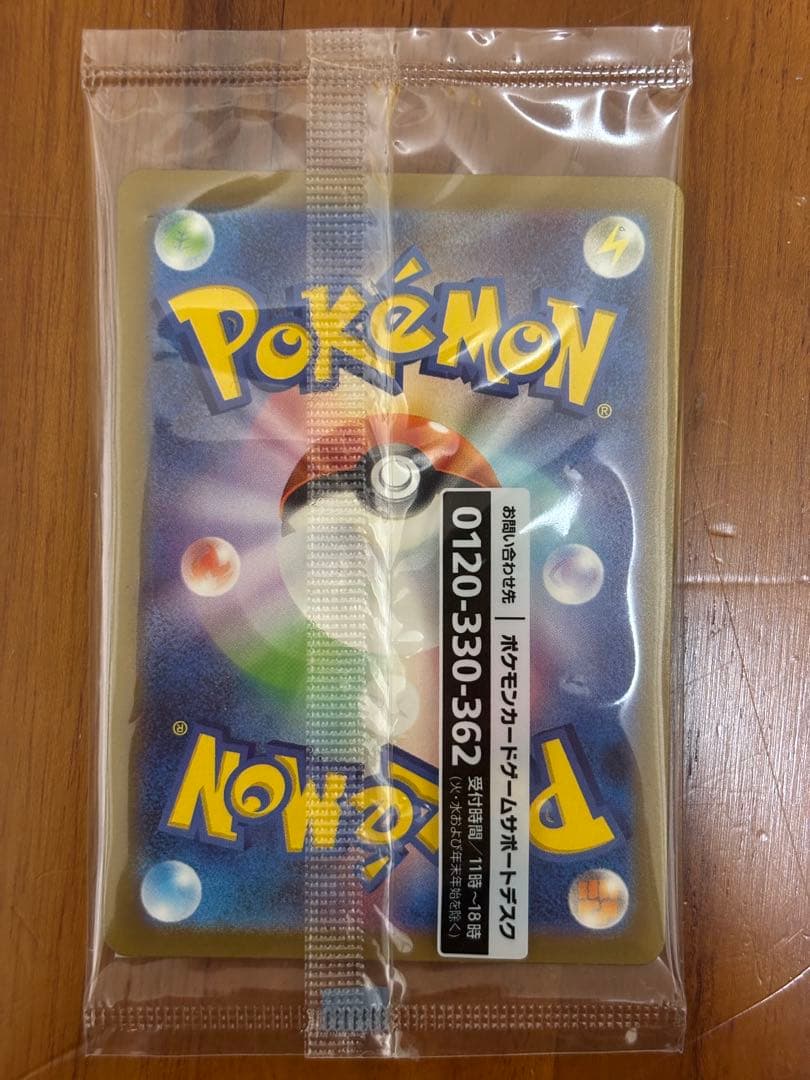 POKéMON
®
お問い合わせ先 | ポケモンカードゲームサポートデスク
0120-330-362 受付時間/11時~18時
(火・水および年末年始を除く)
POKéMON
®